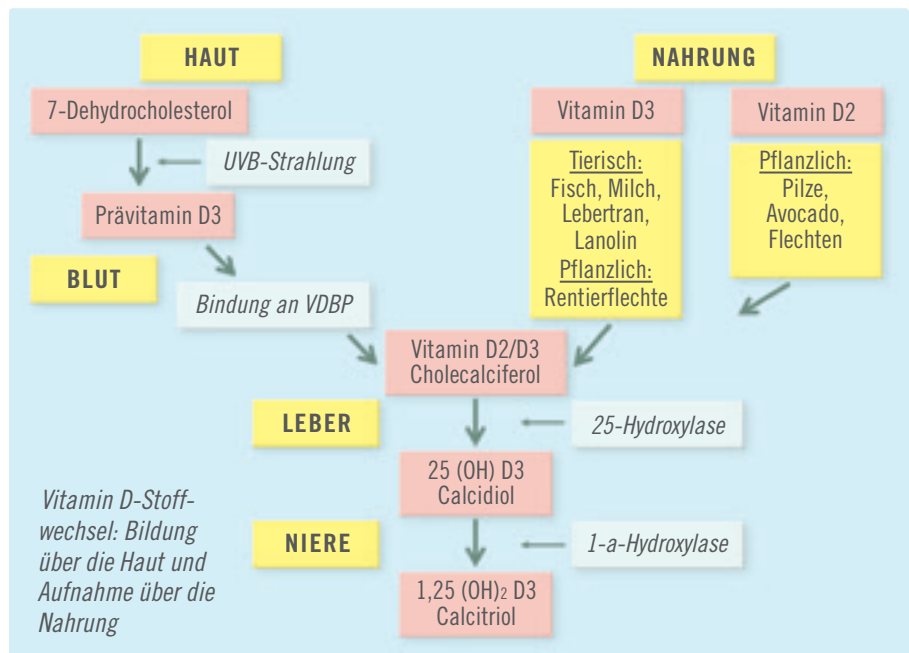 HAUT
7-Dehydrocholesterol
UVB-Strahlung
Prävitamin D3
BLUT
Bindung an VDBP
NAHRUNG
Vitamin D3
Tierisch:
Fisch, Milch,
Lebertran,
Lanolin
Pflanzlich:
Rentierflechte
Vitamin D2
Pflanzlich:
Pilze,
Avocado,
Flechten
Vitamin D2/D3
Cholecalciferol
LEBER
25-Hydroxylase
25 (OH) D3
Calcidiol
NIERE
1-a-Hydroxylase
1,25 (OH)₂ D3
Calcitriol
Vitamin D-Stoff-
wechsel: Bildung
über die Haut und
Aufnahme über die
Nahrung